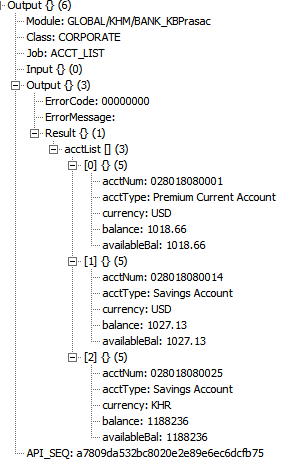 Output {} (6)
Module: GLOBAL/KHM/BANK_KBPrasac
Class: CORPORATE
Job: ACCT_LIST
Input {} (0)
Output {} (3)
ErrorCode: 00000000
ErrorMessage:
Result {} (1)
acctList [] (3)
[0] {} (5)
acctNum: 028018080001
acctType: Premium Current Account
currency: USD
balance: 1018.66
availableBal: 1018.66
[1] {} (5)
acctNum: 028018080014
acctType: Savings Account
currency: USD
balance: 1027.13
availableBal: 1027.13
[2] {} (5)
acctNum: 028018080025
acctType: Savings Account
currency: KHR
balance: 1188236
availableBal: 1188236
API_SEQ: a7809da532bc8020e2e89e6ec6dcfb75